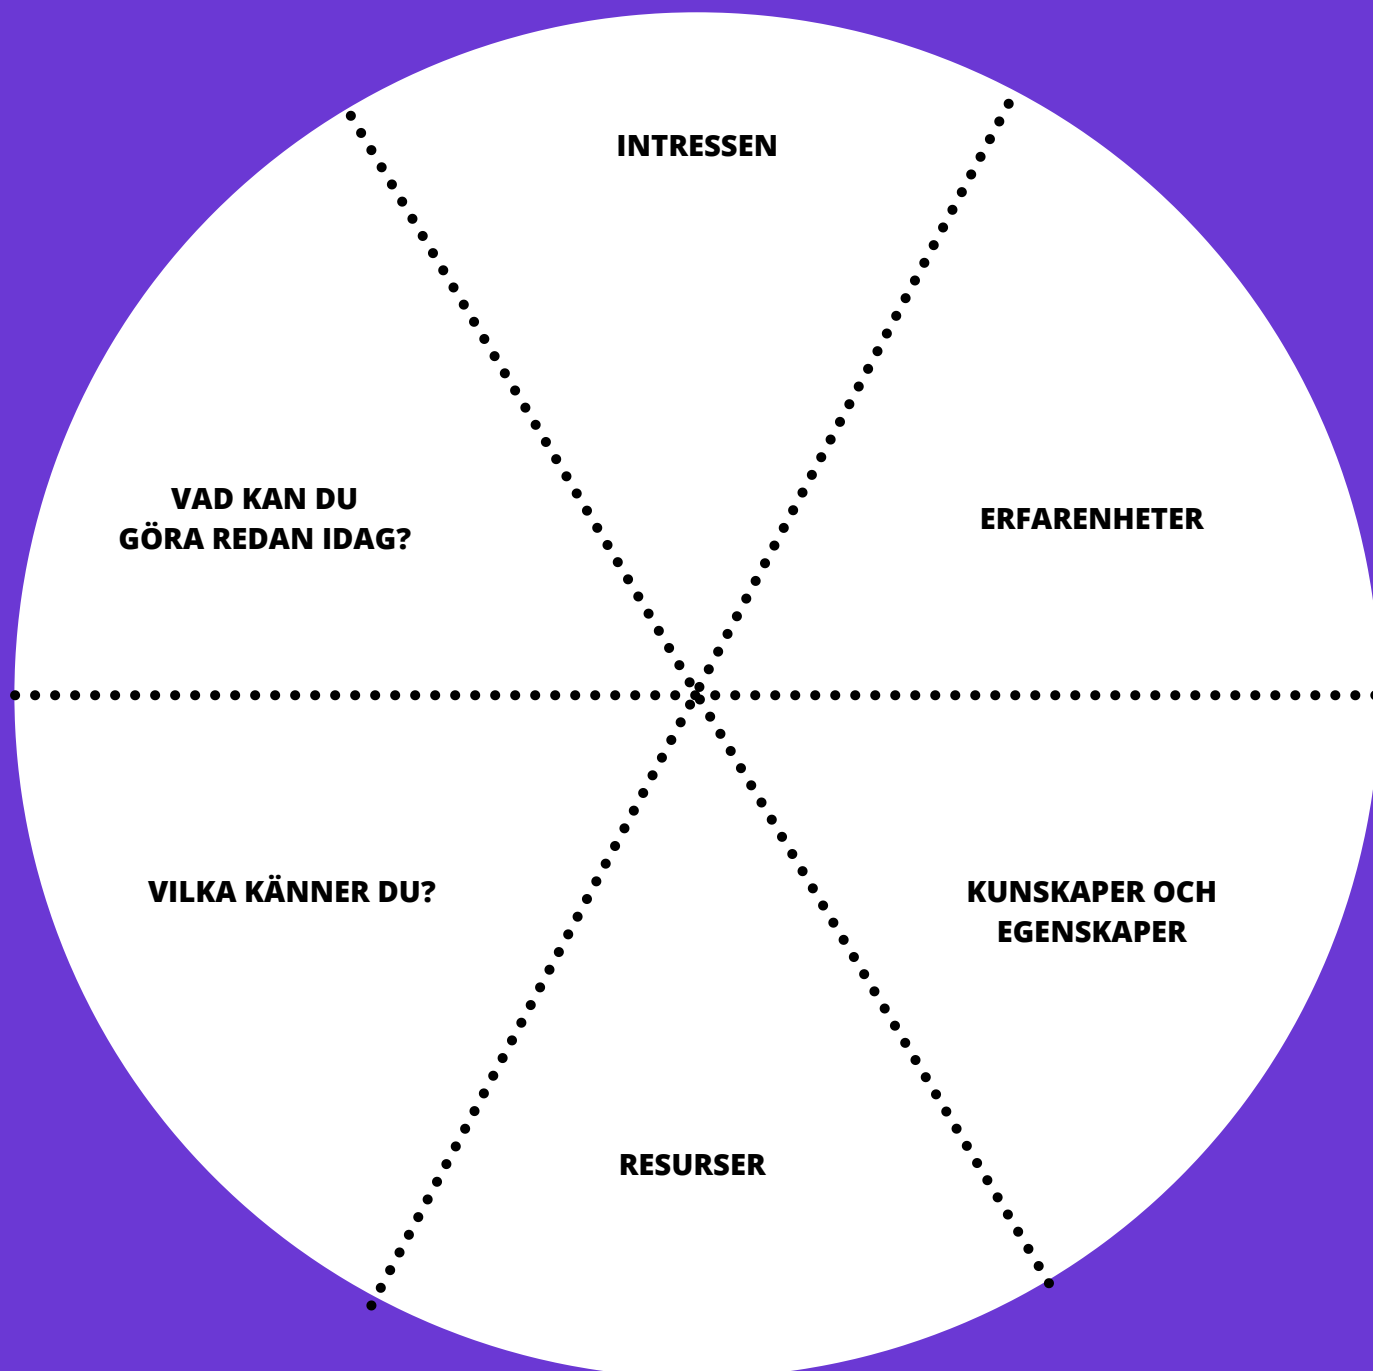 INTRESSEN
VAD KAN DU
GÖRA REDAN IDAG?
ERFARENHETER
VILKA KÄNNER DU?
KUNSKAPER OCH
EGENSKAPER
RESURSER